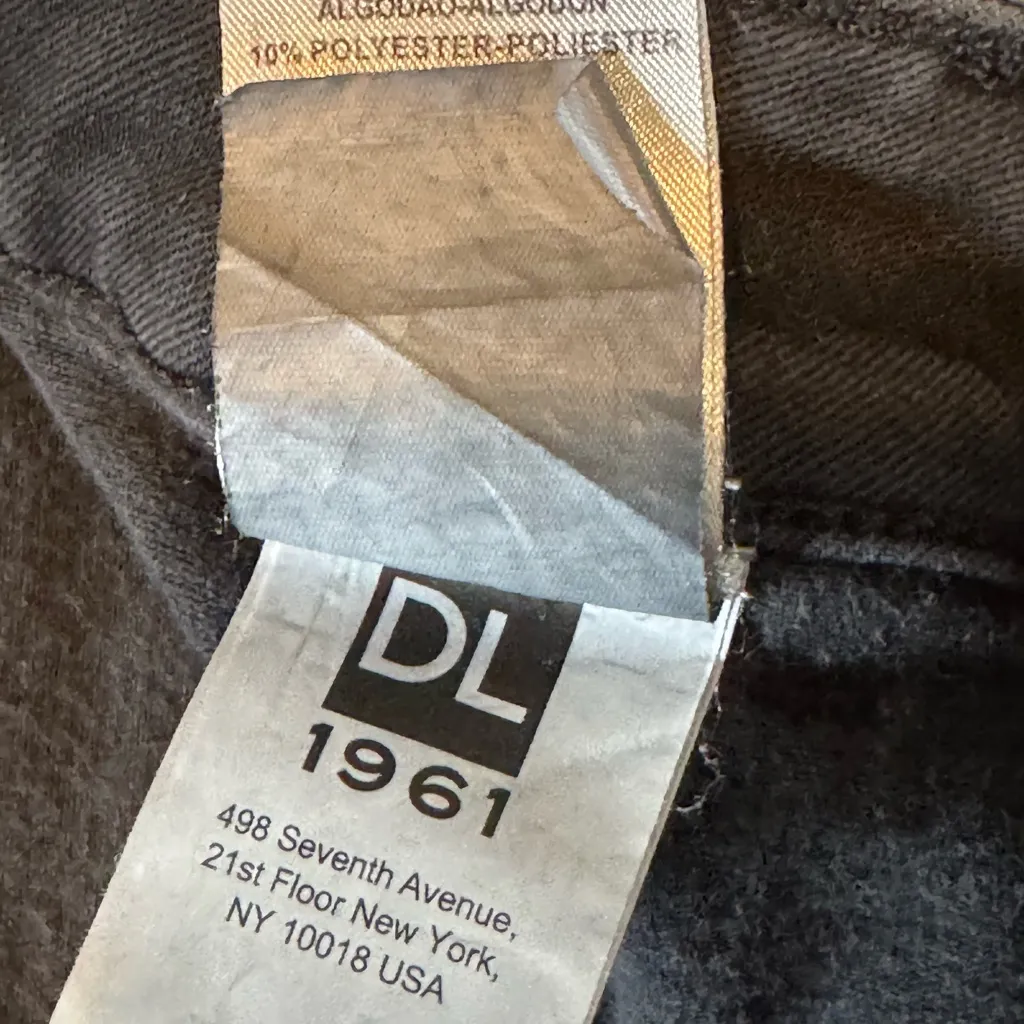 ALGODAO-ALGODON
10% POLYESTER-POLIESTER
DL
1961
498 Seventh Avenue,
21st Floor New York,
NY 10018 USA